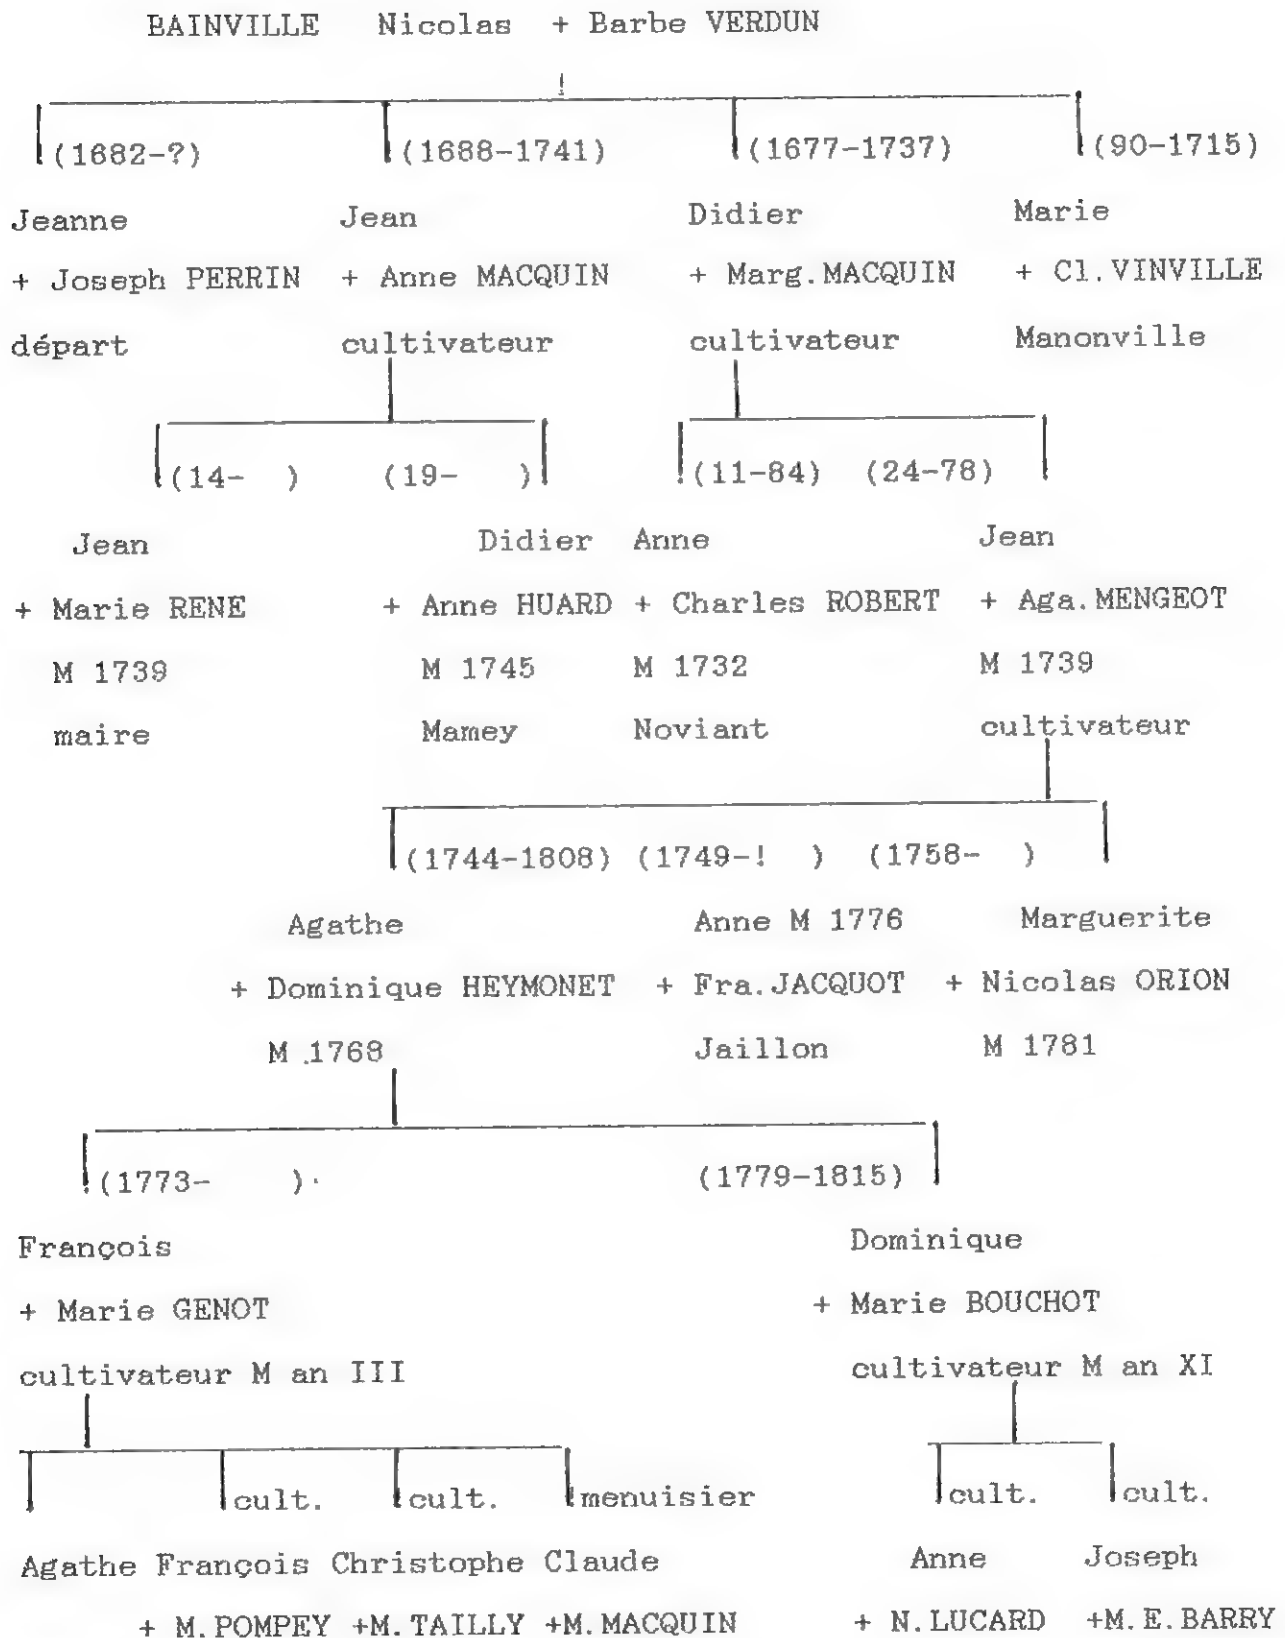 BAINVILLE Nicolas + Barbe VERDUN
(1682-?) (1688-1741) (1677-1737) (90-1715)
Jeanne Jean Didier Marie
+ Joseph PERRIN + Anne MACQUIN + Marg.MACQUIN + Cl.VINVILLE
départ cultivateur cultivateur Manonville
(14- ) (19- ) (11-84) (24-78)
Jean Didier Anne Jean
+ Marie RENE + Anne HUARD + Charles ROBERT + Aga.MENGEOT
M 1739 M 1745 M 1732 M 1739
maire Mamey Noviant cultivateur
(1744-1808) (1749-! ) (1758- )
Agathe Anne M 1776 Marguerite
+ Dominique HEYMONET + Fra.JACQUOT + Nicolas ORION
M 1768 Jaillon M 1781
(1773- ) (1779-1815)
François Dominique
+ Marie GENOT + Marie BOUCHOT
cultivateur M an III cultivateur M an XI
cult. cult. menuisier cult. cult.
Agathe François Christophe Claude Anne Joseph
+ M.POMPEY +M.TAILLY +M.MACQUIN + N.LUCARD +M.E.BARRY